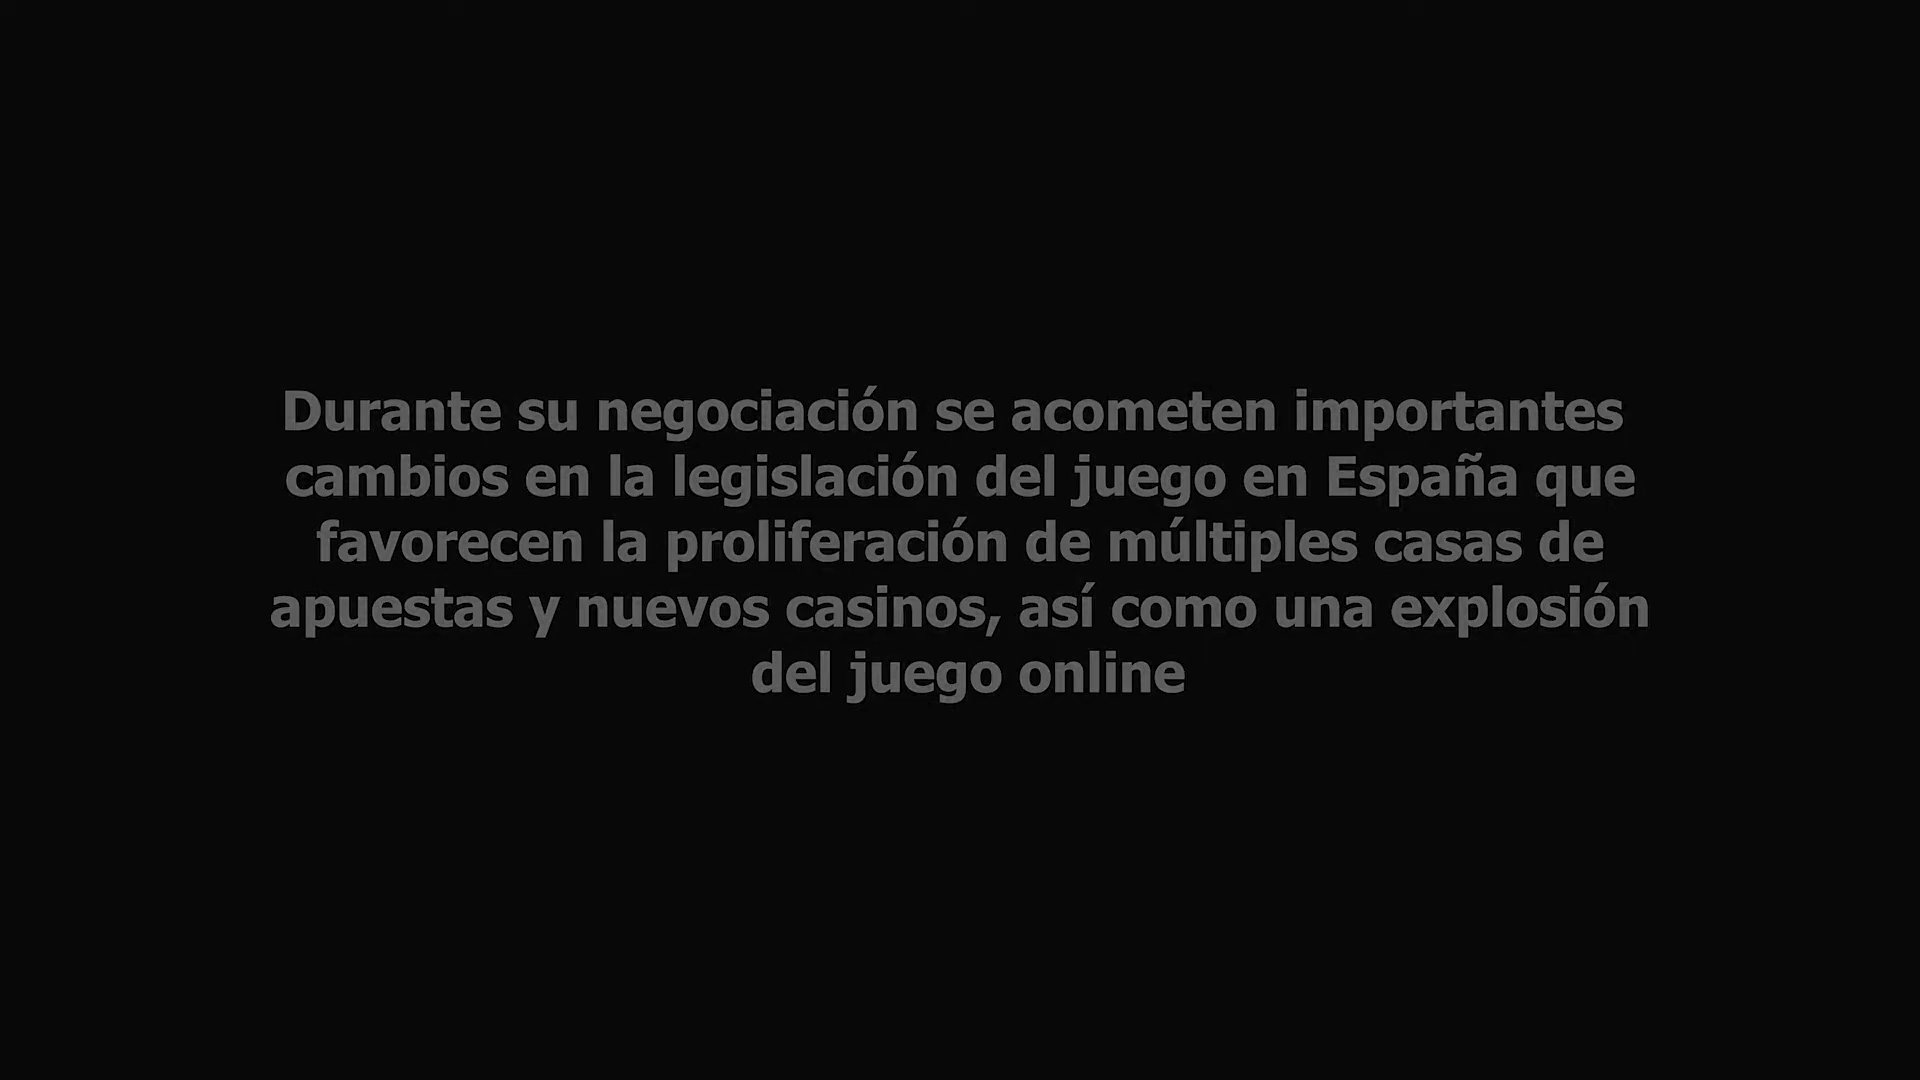 Durante su negociación se acometen importantes
cambios en la legislación del juego en España que
favorecen la proliferación de múltiples casas de
apuestas y nuevos casinos, así como una explosión
del juego online